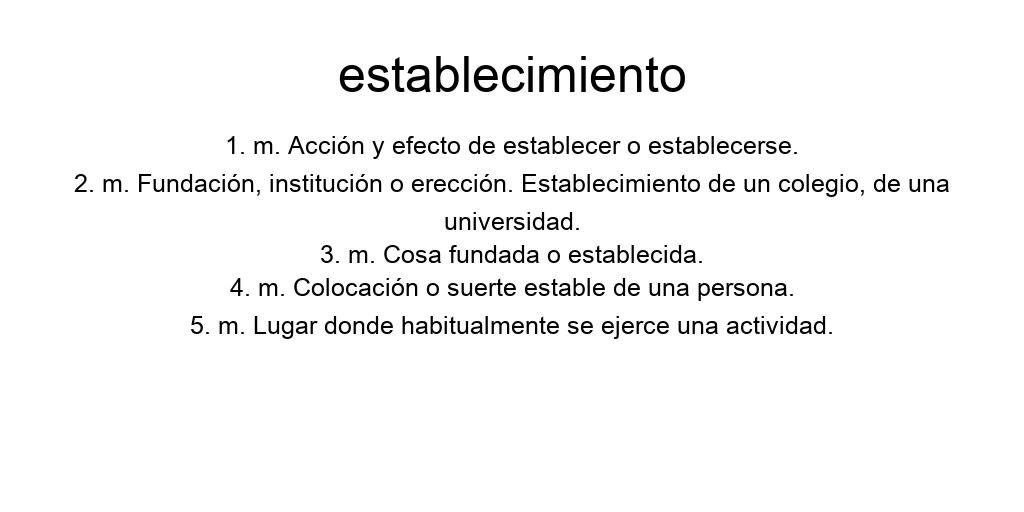 establecimiento
1. m. Acción y efecto de establecer o establecerse.
2. m. Fundación, institución o erección. Establecimiento de un colegio, de una
universidad.
3. m. Cosa fundada o establecida.
4. m. Colocación o suerte estable de una persona.
5. m. Lugar donde habitualmente se ejerce una actividad.